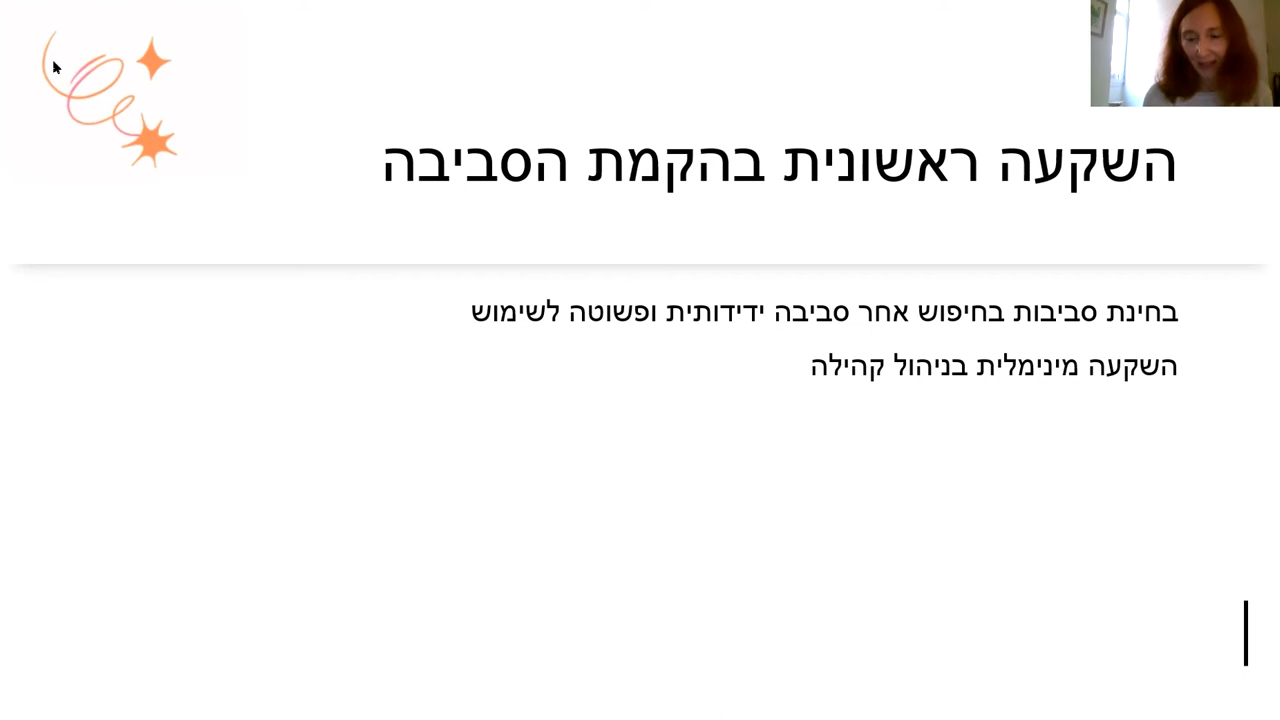 השקעה ראשונית בהקמת הסביבה
בחינת סביבות בחיפוש אחר סביבה ידידותית ופשוטה לשימוש
השקעה מינימלית בניהול קהילה